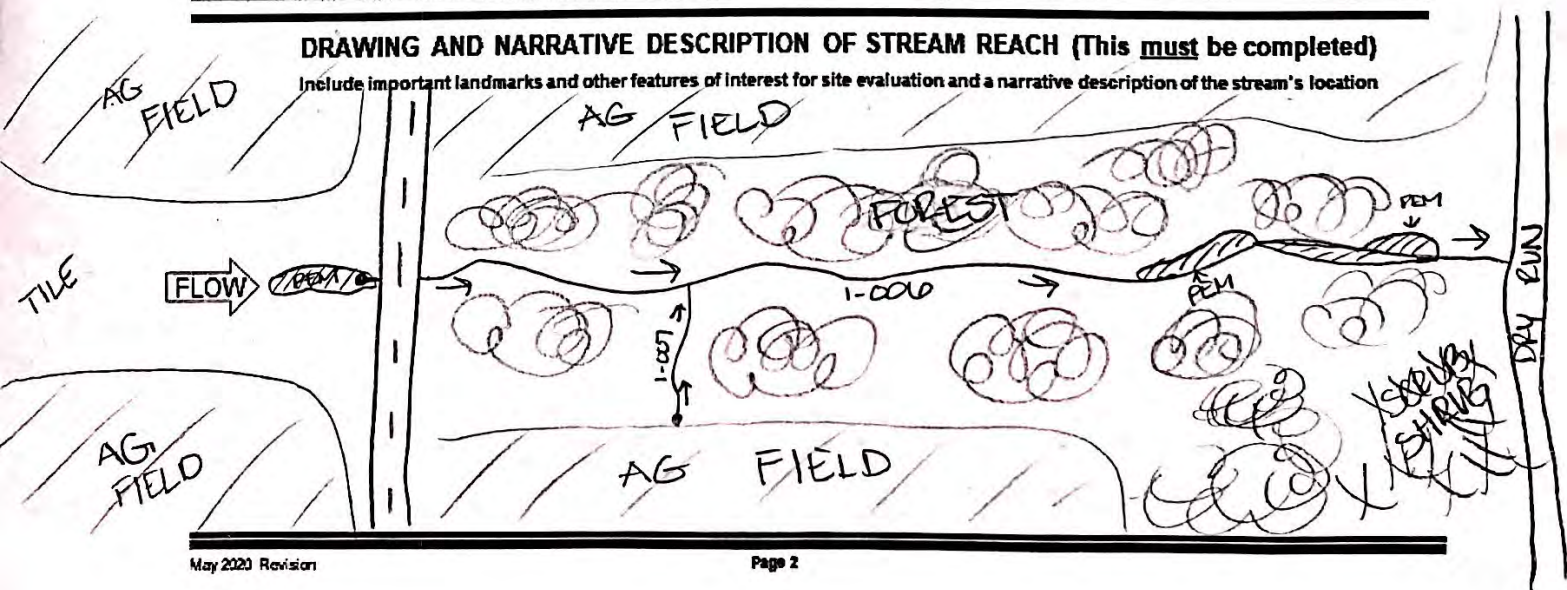 DRAWING AND NARRATIVE DESCRIPTION OF STREAM REACH (This must be completed)
Include important landmarks and other features of interest for site evaluation and a narrative description of the stream's location
AG
FIELD
AG FIELD
FOREST
PEM
TILE
FLOW
PEM
1-006
PEM
1-007
DRY RUN
SHRUB
AG
FIELD
AG FIELD
May 2020 Revision
Page 2